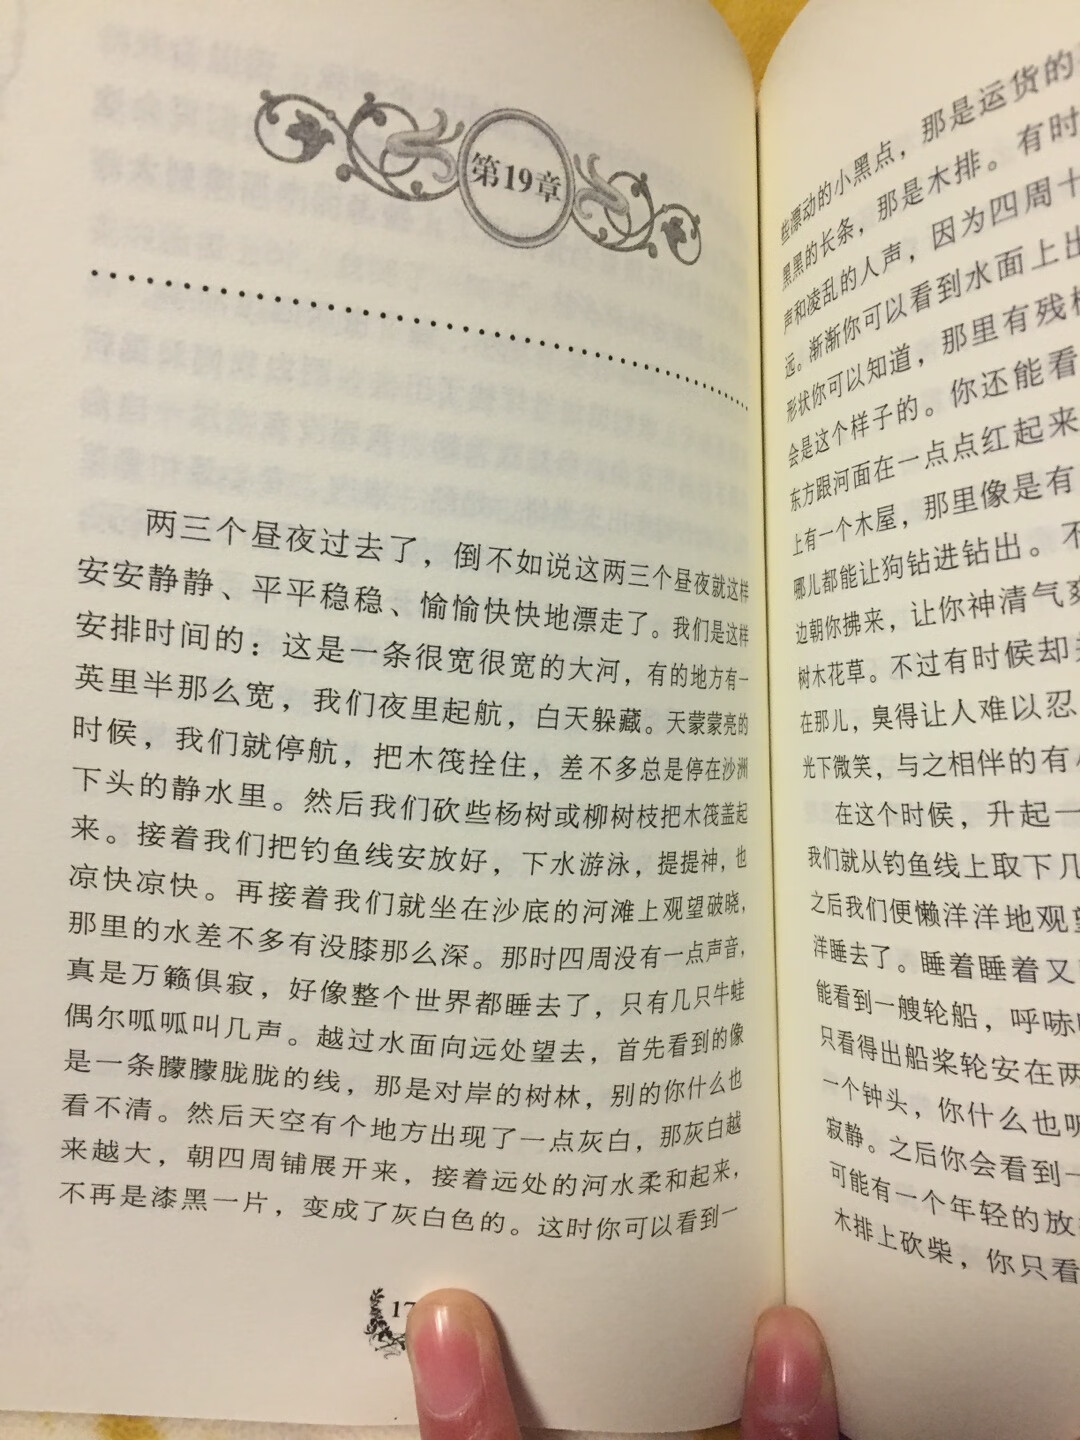 第19章
两三个昼夜过去了，倒不如说这两三个昼夜就这样
安安静静、平平稳稳、愉愉快快地漂走了。我们是这样
安排时间的：这是一条很宽很宽的大河，有的地方有一
英里半那么宽，我们夜里起航，白天躲藏。天蒙蒙亮的
时候，我们就停航，把木筏拴住，差不多总是停在沙洲
下头的静水里。然后我们砍些杨树或柳树枝把木筏盖起
来。接着我们把钓鱼线安放好，下水游泳，提提神，也
凉快凉快。再接着我们就坐在沙底的河滩上观望破晓，
那里的水差不多有没膝那么深。那时四周没有一点声音，
真是万籁俱寂，好像整个世界都睡去了，只有几只牛蛙
偶尔呱呱叫几声。越过水面向远处望去，首先看到的像
是一条朦朦胧胧的线，那是对岸的树林，别的你什么也
看不清。然后天空有个地方出现了一点灰白，那灰白越
来越大，朝四周铺展开来，接着远处的河水柔和起来，
不再是漆黑一片，变成了灰白色的。这时你可以看到一
17
些漂动的小黑点，那是运货的
黑黑的长条，那是木排。有时
声和凌乱的人声，因为四周十
远。渐渐你可以看到水面上出
形状你可以知道，那里有残
会是这个样子的。你还能看
东方跟河面在一点点红起来
上有一个木屋，那里像是有
哪儿都能让狗钻进钻出。不
边朝你拂来，让你神清气爽
树木花草。不过有时候却
在那儿，臭得让人难以忍
光下微笑，与之相伴的有
在这个时候，升起一
我们就从钓鱼线上取下几
之后我们便懒洋洋地观望
洋睡去了。睡着睡着又
能看到一艘轮船，呼哧
只看得出船桨轮安在两
一个钟头，你什么也听
寂静。之后你会看到一
可能有一个年轻的放
木排上砍柴，你只看